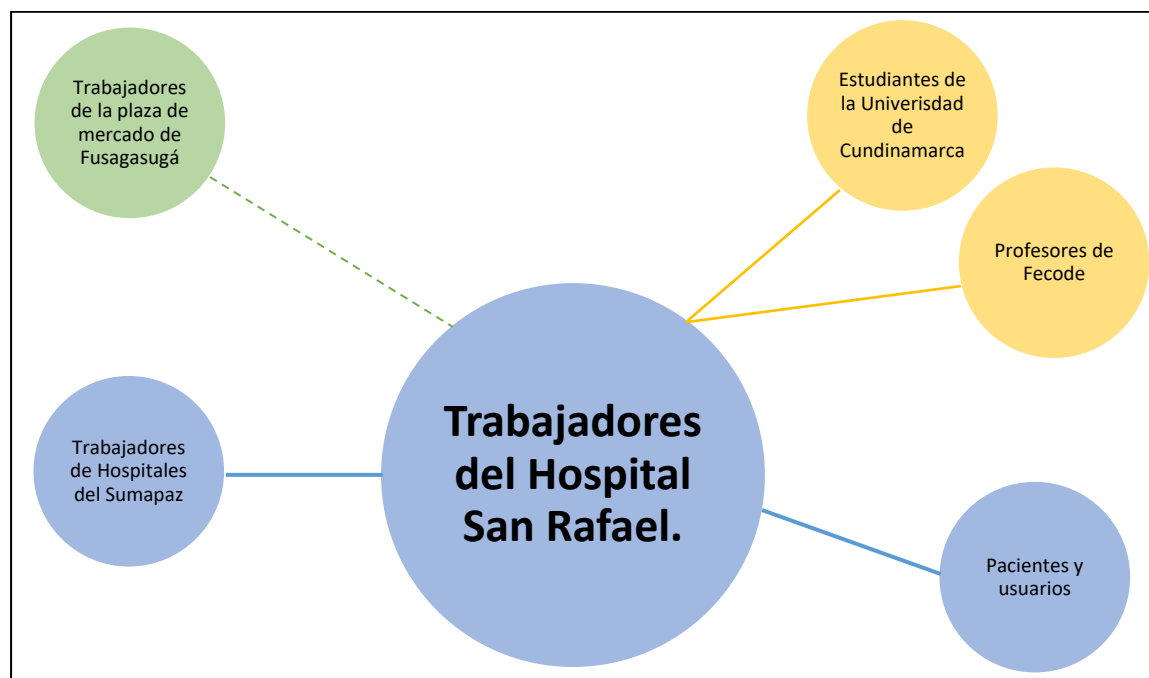 Trabajadores
de la plaza de
mercado de
Fusagasugá
Estudiantes de
la Univerisdad
de
Cundinamarca
Profesores de
Fecode
Trabajadores
del Hospital
San Rafael.
Trabajadores
de Hospitales
del Sumapaz
Pacientes y
usuarios